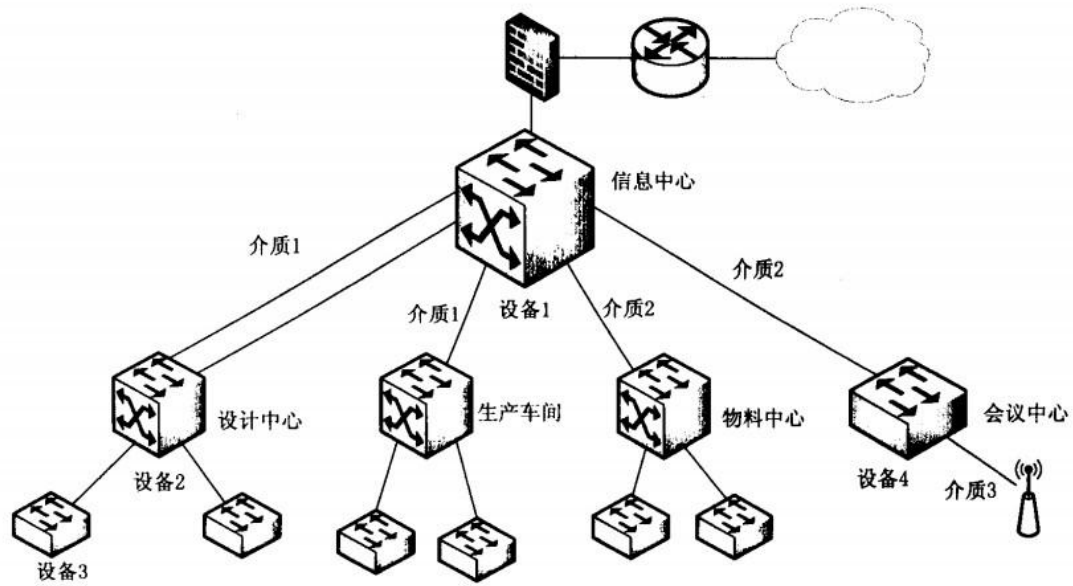 信息中心
介质1
介质2
设备1
介质1
介质2
设计中心
生产车间
物料中心
会议中心
设备2
设备4
介质3
设备3